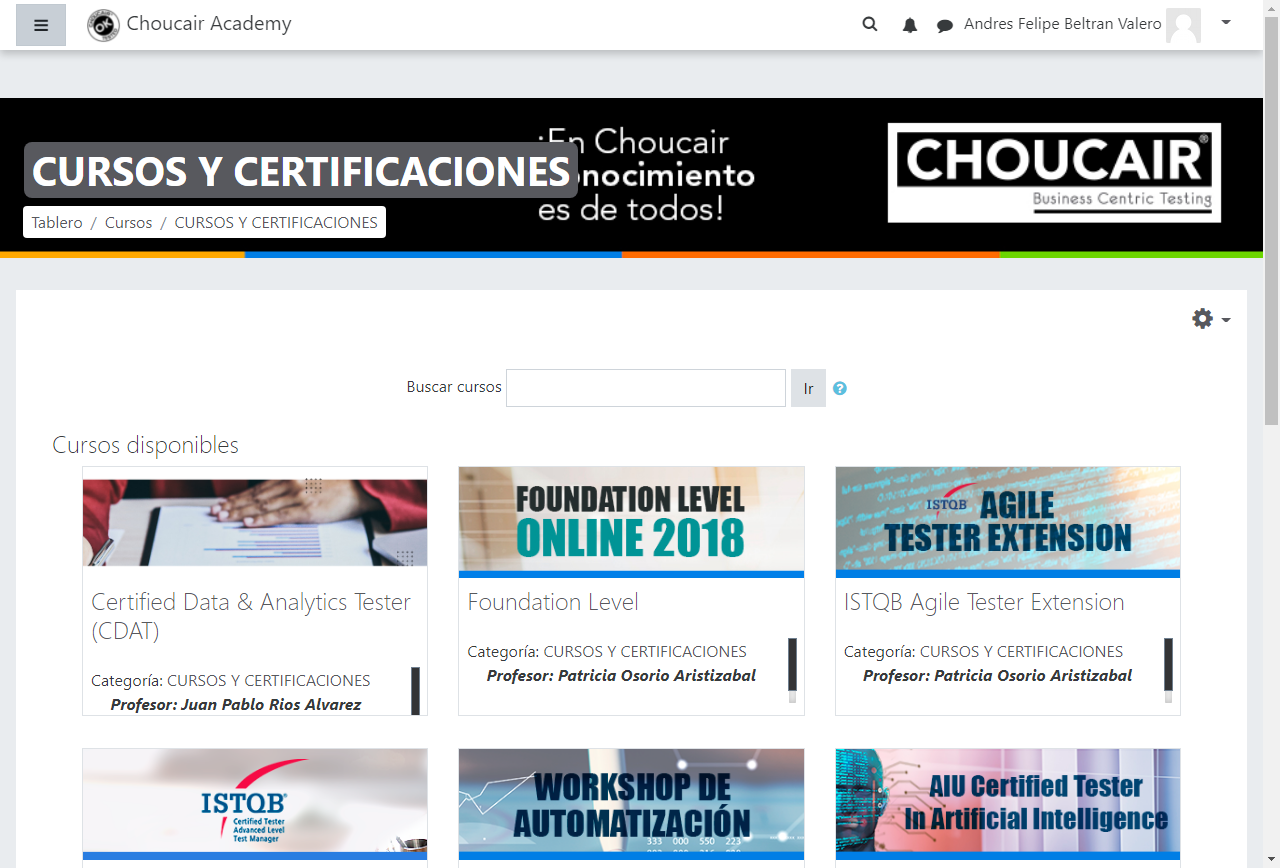 Choucair Academy
Andres Felipe Beltran Valero
¡En Choucair
onocimiento
es de todos!
CURSOS Y CERTIFICACIONES
CHOUCAIR®
Business Centric Testing
Tablero / Cursos / CURSOS Y CERTIFICACIONES
Buscar cursos
Ir
Cursos disponibles
Certified Data & Analytics Tester
(CDAT)
Categoría: CURSOS Y CERTIFICACIONES
Profesor: Juan Pablo Rios Alvarez
FOUNDATION LEVEL
ONLINE 2018
Foundation Level
Categoría: CURSOS Y CERTIFICACIONES
Profesor: Patricia Osorio Aristizabal
ISTQB AGILE
TESTER EXTENSION
ISTQB Agile Tester Extension
Categoría: CURSOS Y CERTIFICACIONES
Profesor: Patricia Osorio Aristizabal
ISTQB®
Certified Tester
Advanced Level
Test Manager
WORKSHOP DE
AUTOMATIZACIÓN
333 000 550 223
AIU Certified Tester
In Artificial Intelligence